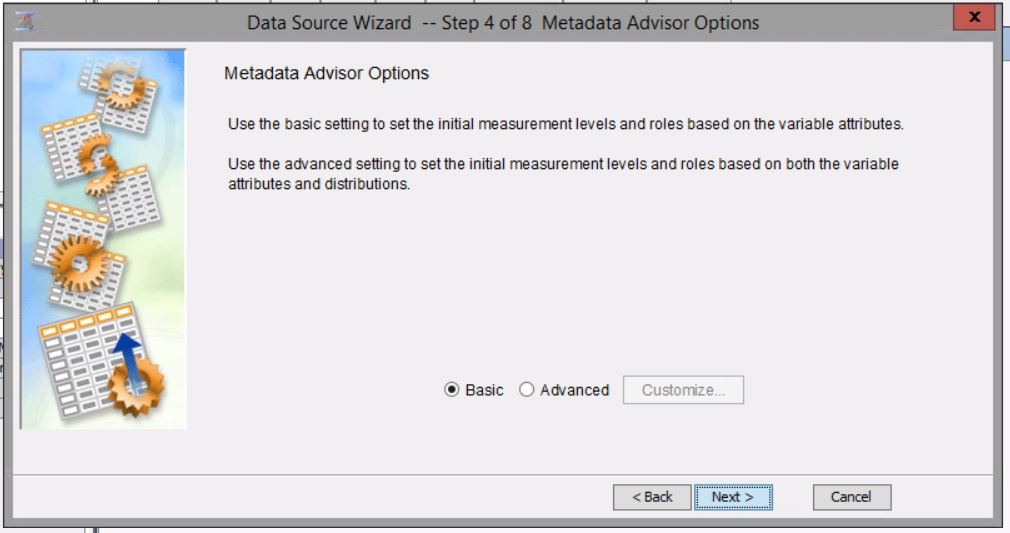 Data Source Wizard -- Step 4 of 8 Metadata Advisor Options
x
Metadata Advisor Options
Use the basic setting to set the initial measurement levels and roles based on the variable attributes.
Use the advanced setting to set the initial measurement levels and roles based on both the variable
attributes and distributions.
Basic Advanced Customize...
< Back Next > Cancel